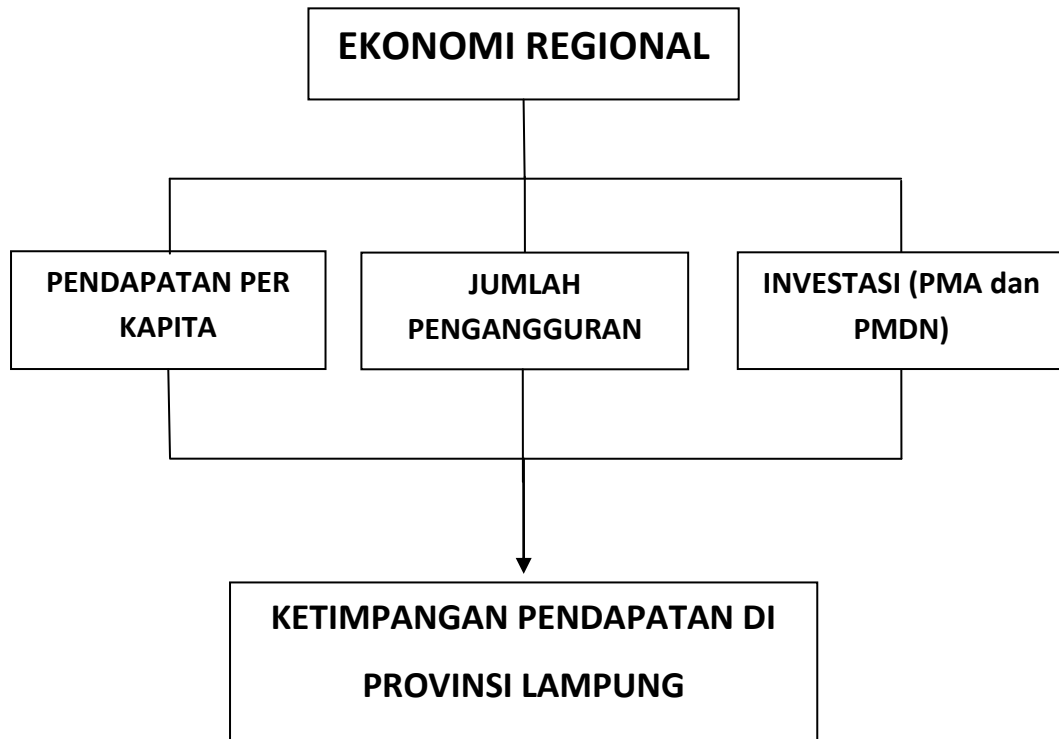 EKONOMI REGIONAL
PENDAPATAN PER
KAPITA
JUMLAH
PENGANGGURAN
INVESTASI (PMA dan
PMDN)
KETIMPANGAN PENDAPATAN DI
PROVINSI LAMPUNG